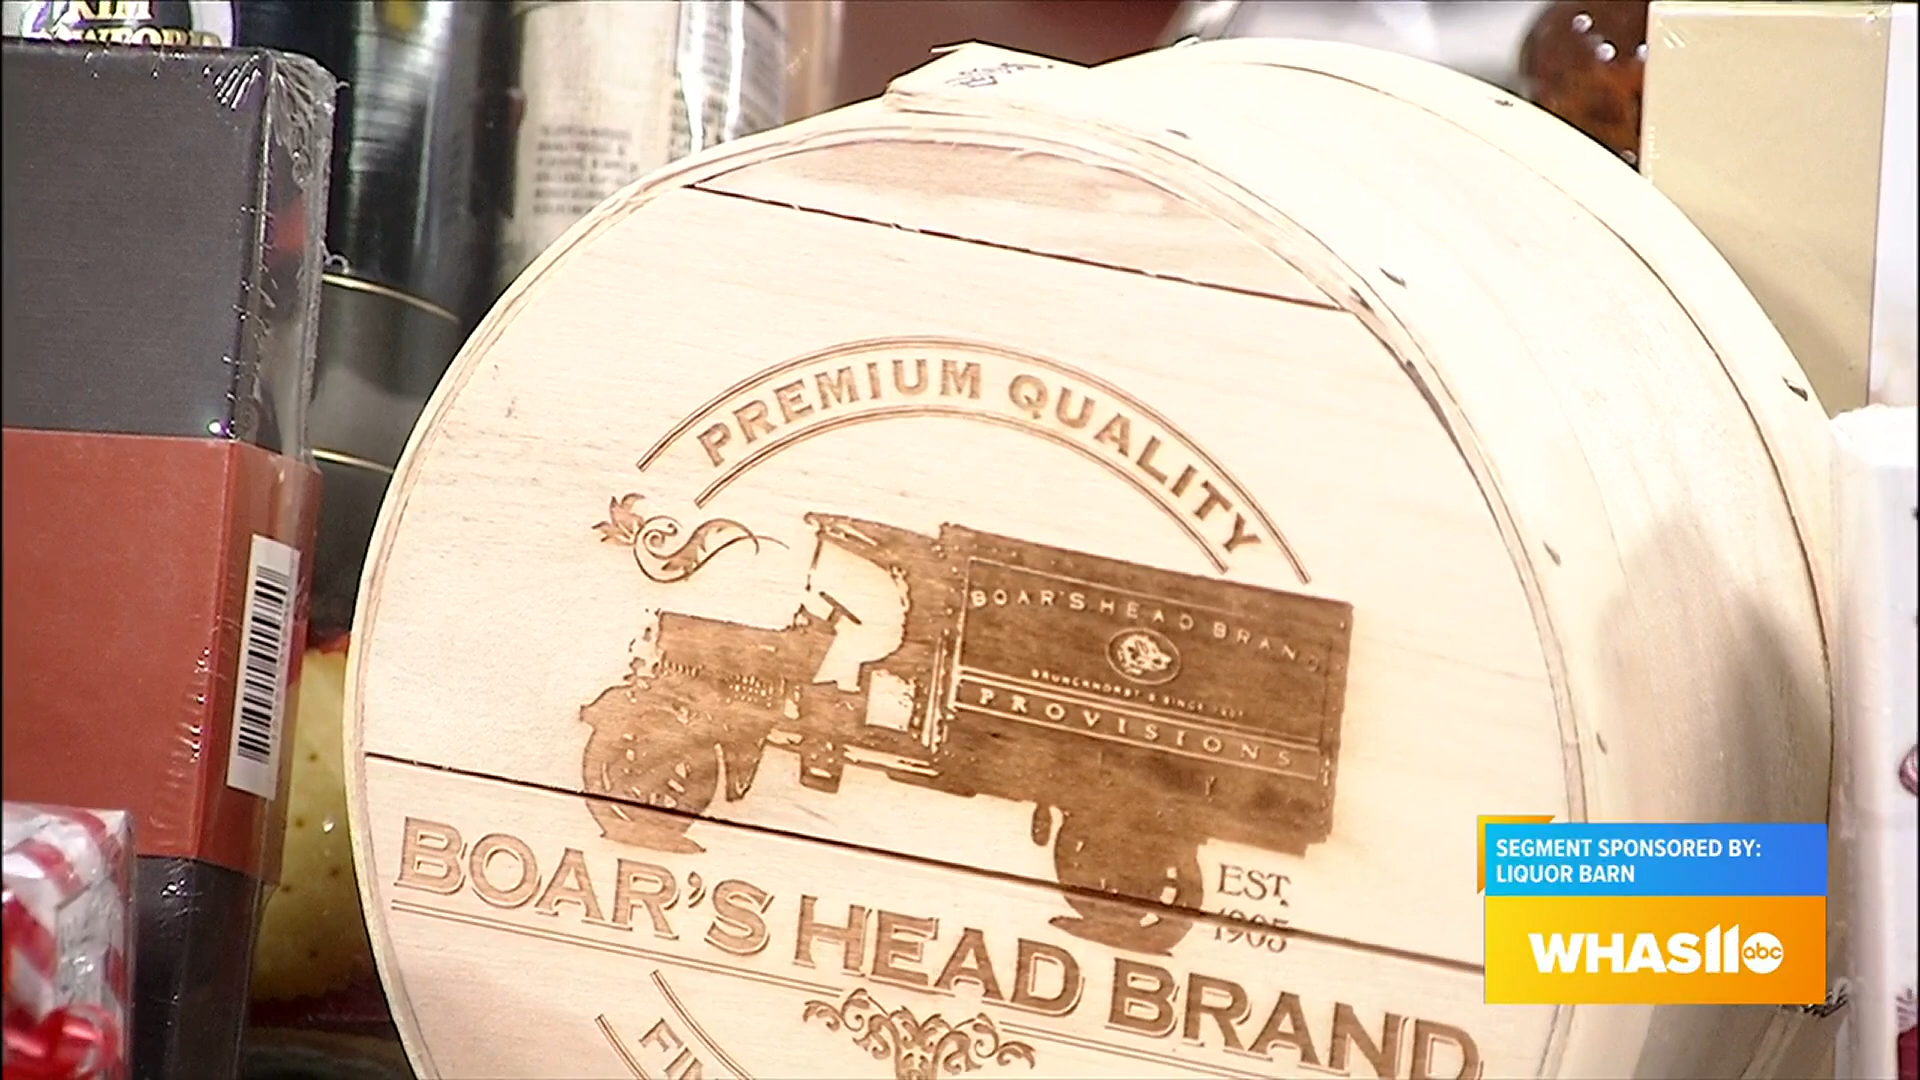 PREMIUM QUALITY
BOAR'S HEAD BRAND
PROVISIONS
EST.
1905
BOAR'S HEAD BRAND
SEGMENT SPONSORED BY:
LIQUOR BARN
WHAS11 abc